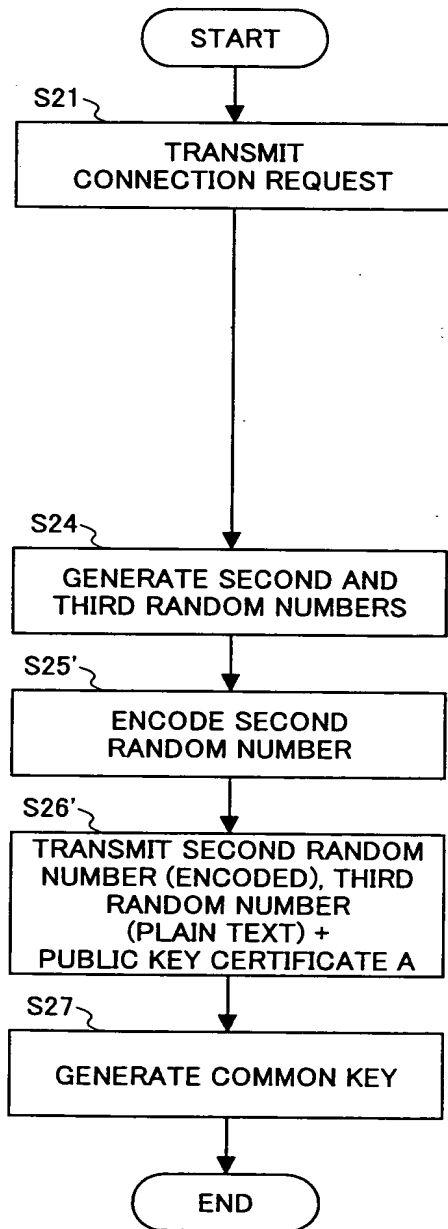 START
S21
TRANSMIT
CONNECTION REQUEST
S24
GENERATE SECOND AND
THIRD RANDOM NUMBERS
S25'
ENCODE SECOND
RANDOM NUMBER
S26'
TRANSMIT SECOND RANDOM
NUMBER (ENCODED), THIRD
RANDOM NUMBER
(PLAIN TEXT) +
PUBLIC KEY CERTIFICATE A
S27
GENERATE COMMON KEY
END